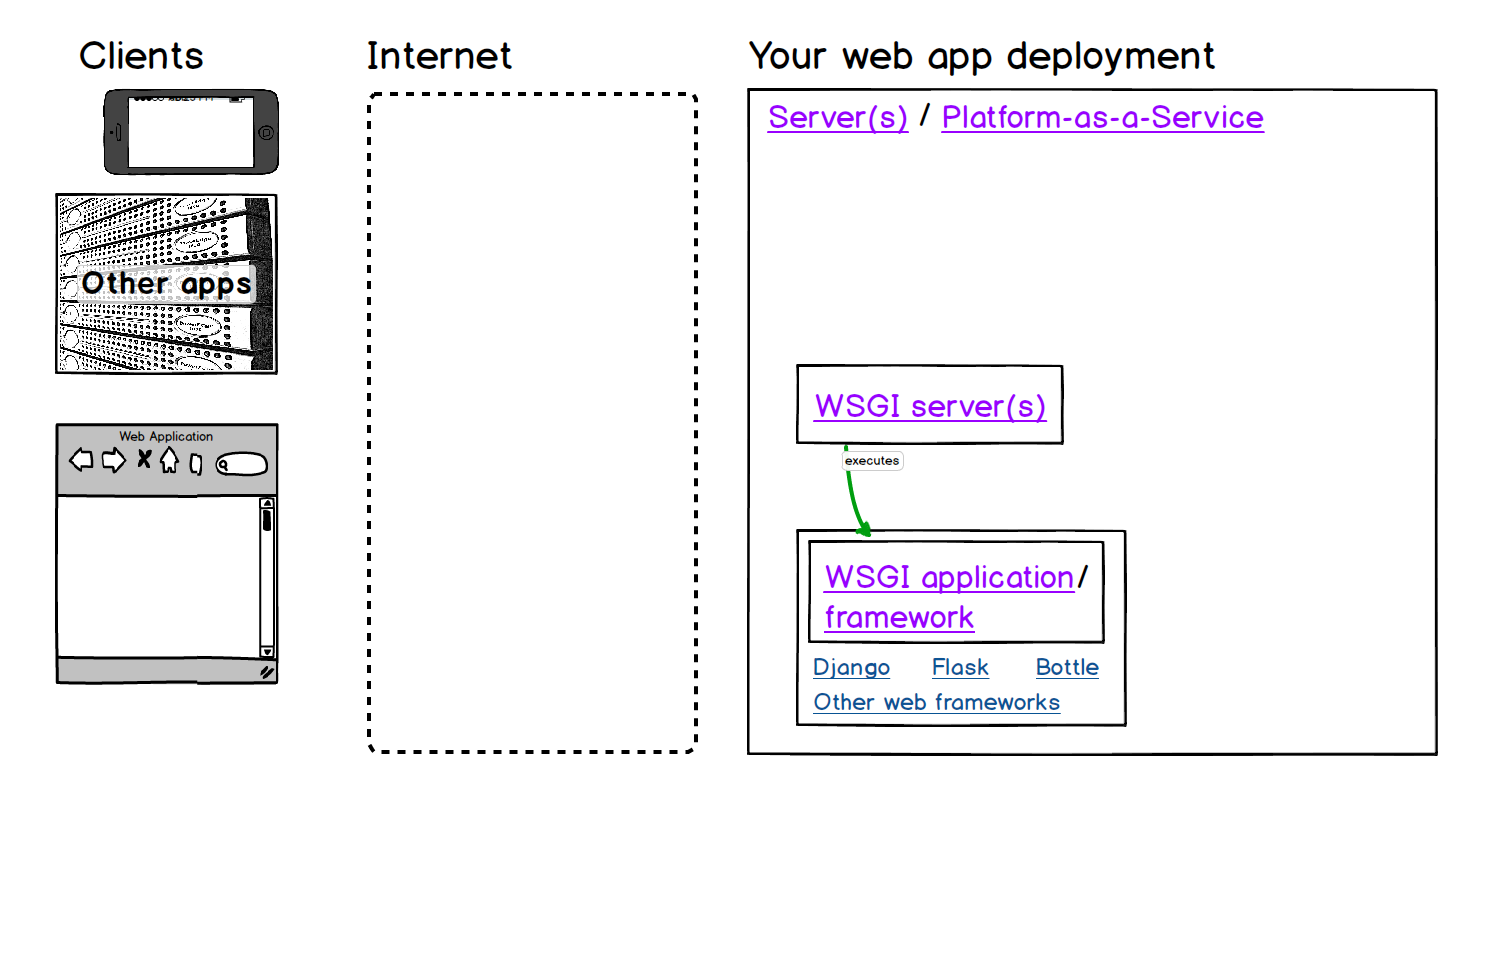 Clients
Internet
Your web app deployment
Server(s) / Platform-as-a-Service
Other apps
WSGI server(s)
Web Application
executes
WSGI application/
framework
Django Flask Bottle
Other web frameworks